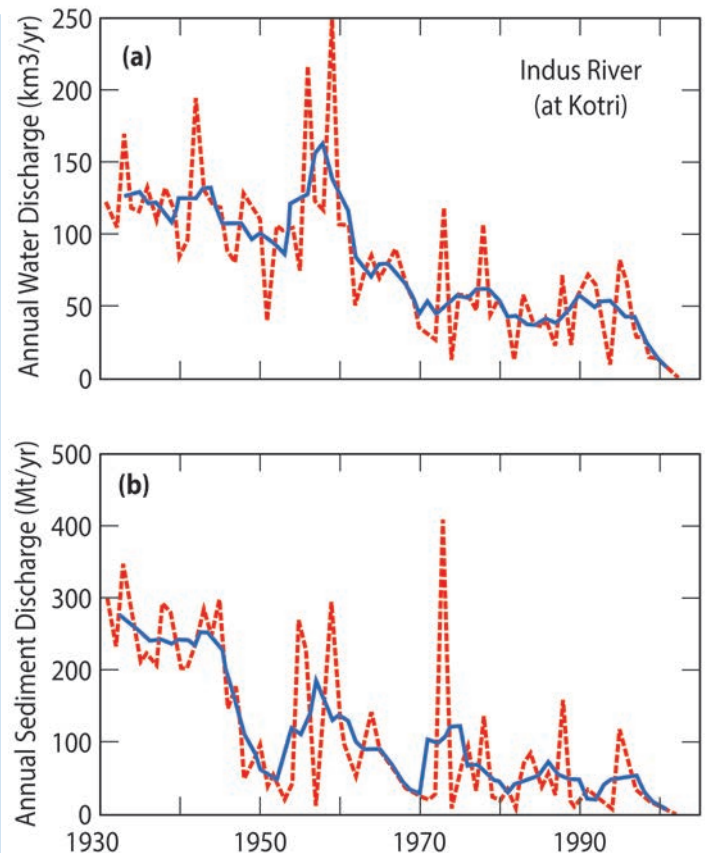 (a)
Indus River
(at Kotri)
Annual Water Discharge (km3/yr)
250
200
150
100
50
0
(b)
Annual Sediment Discharge (Mt/yr)
500
400
300
200
100
0
1930 1950 1970 1990